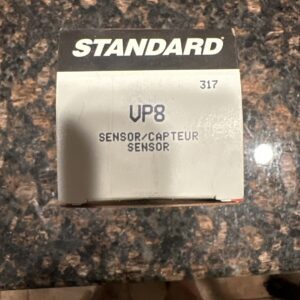 STANDARD
317
VP8
SENSOR/CAPTEUR
SENSOR